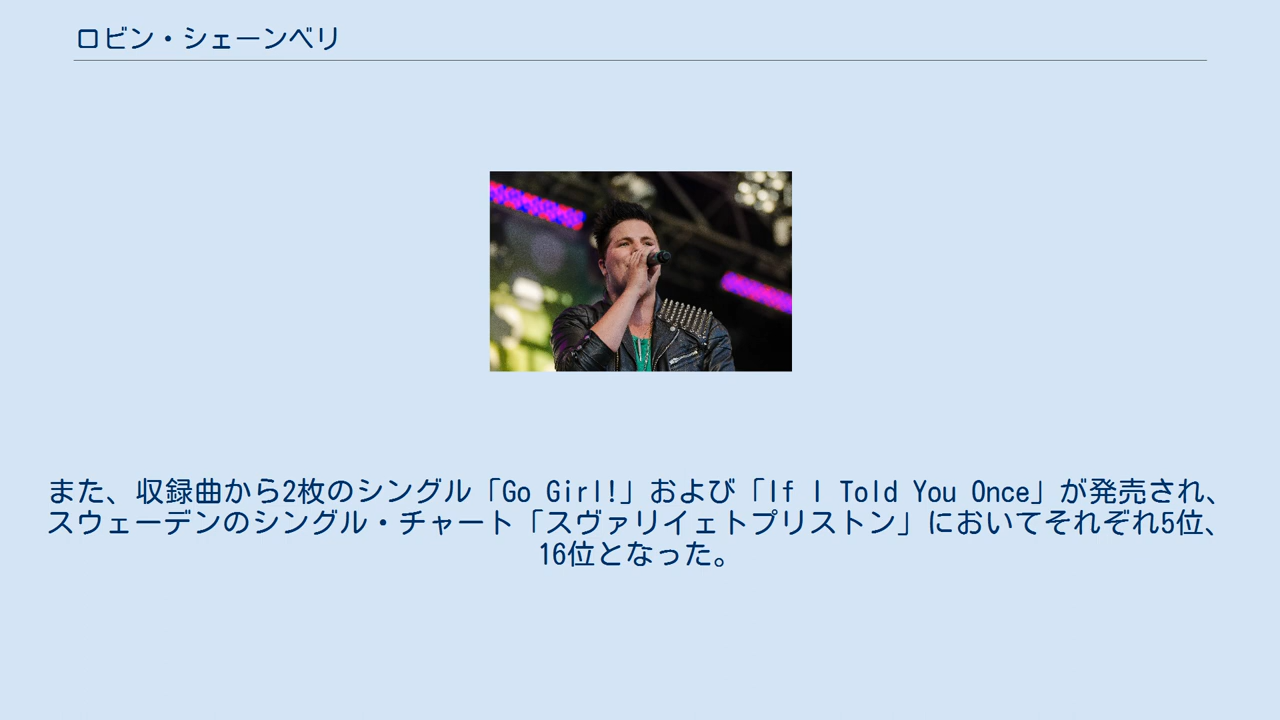 ロビン・シェーンベリ
また、収録曲から2枚のシングル「Go Girl!」および「If I Told You Once」が発売され、
スウェーデンのシングル・チャート「スヴァリイェトプリストン」においてそれぞれ5位、
16位となった。